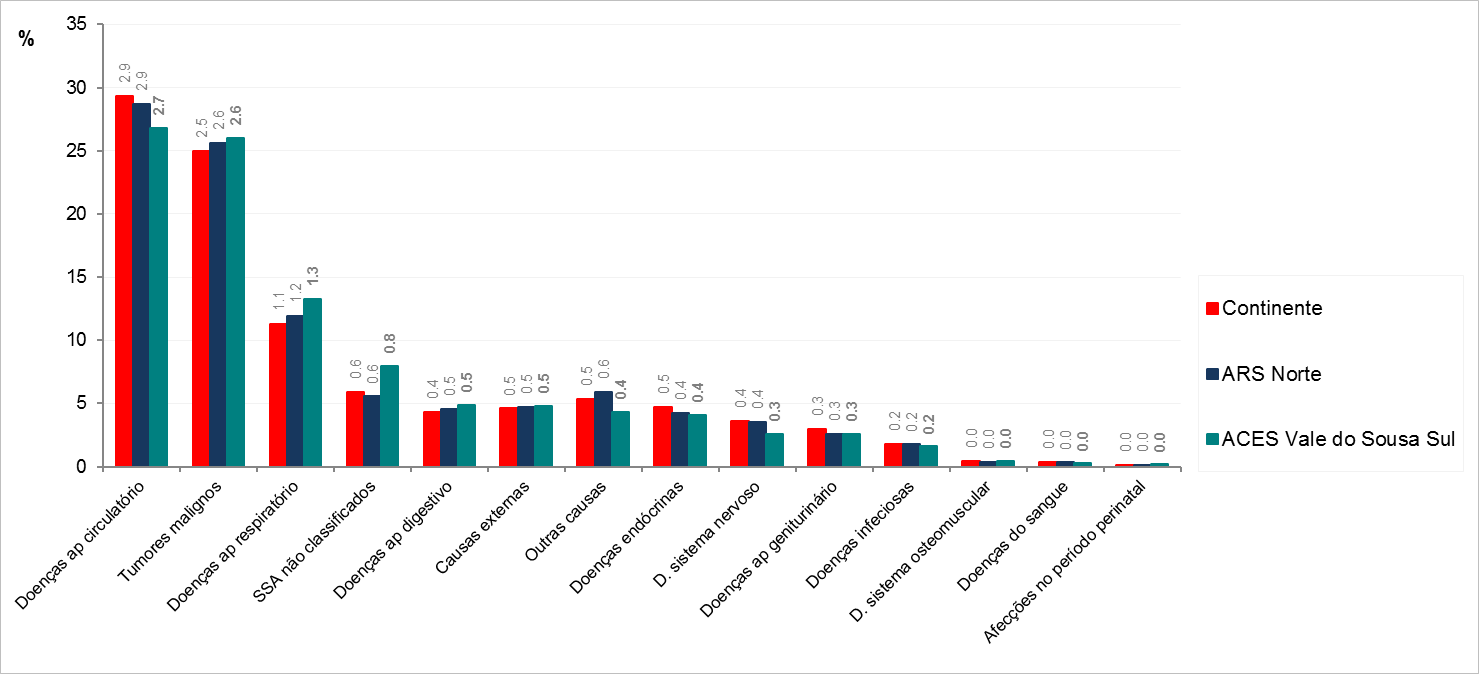 %
35
30
25
20
15
10
5
0
2.9 2.9 2.7
2.5 2.6 2.6
1.1 1.2 1.3
0.6 0.6 0.8
0.4 0.5 0.5
0.5 0.5 0.5
0.5 0.6 0.4
0.5 0.4 0.4
0.4 0.4 0.3
0.3 0.3 0.3
0.2 0.2 0.2
0.0 0.0 0.0
0.0 0.0 0.0
0.0 0.0 0.0
Doenças ap circulatório
Tumores malignos
Doenças ap respiratório
SSA não classificados
Doenças ap digestivo
Causas externas
Outras causas
Doenças endócrinas
D. sistema nervoso
Doenças ap geniturinário
Doenças infeciosas
D. sistema osteomuscular
Doenças do sangue
Afecções no período perinatal
Continente
ARS Norte
ACES Vale do Sousa Sul